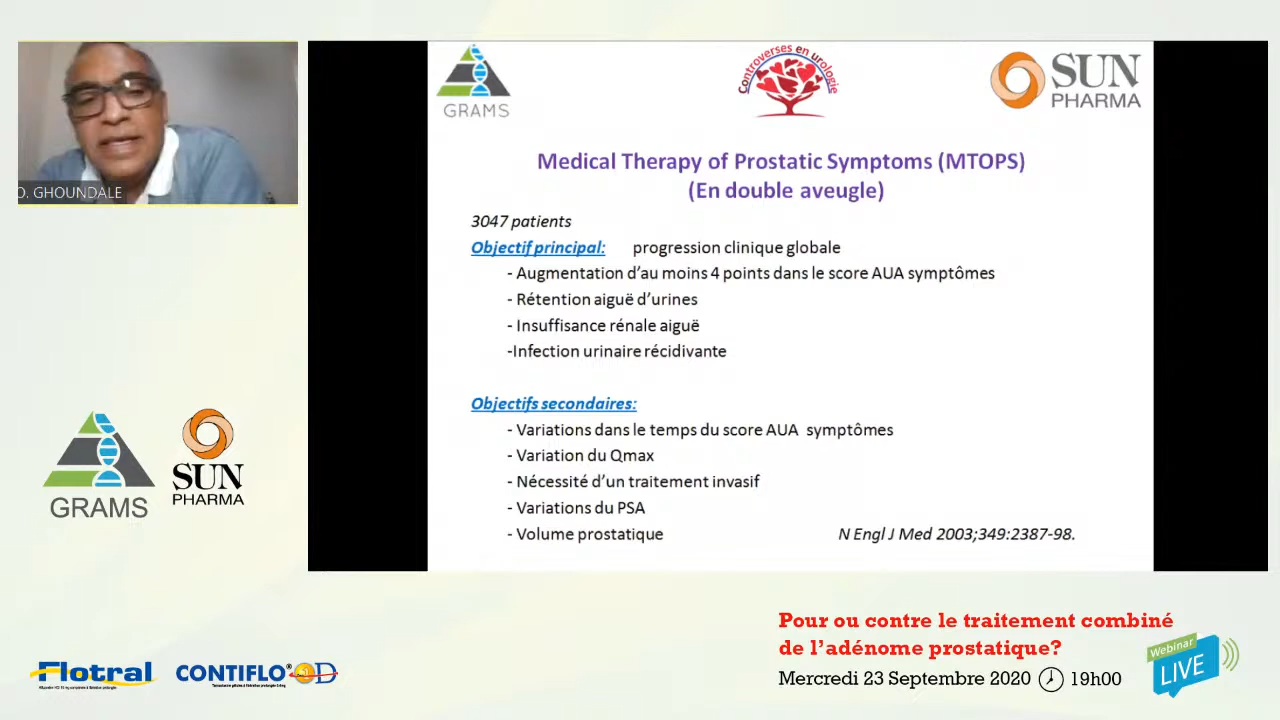 O. GHOUNDALE
GRAMS
Controverses en urologie
SUN
PHARMA
Medical Therapy of Prostatic Symptoms (MTOPS)
(En double aveugle)
3047 patients
Objectif principal: progression clinique globale
- Augmentation d'au moins 4 points dans le score AUA symptômes
- Rétention aiguë d'urines
- Insuffisance rénale aiguë
-Infection urinaire récidivante
Objectifs secondaires:
- Variations dans le temps du score AUA symptômes
- Variation du Qmax
- Nécessité d'un traitement invasif
- Variations du PSA
- Volume prostatique
N Engl J Med 2003;349:2387-98.
GRAMS
SUN
PHARMA
Flotral
CONTIFLO® OD
Pour ou contre le traitement combiné
de l'adénome prostatique?
Mercredi 23 Septembre 2020 19h00
Webinar
LIVE